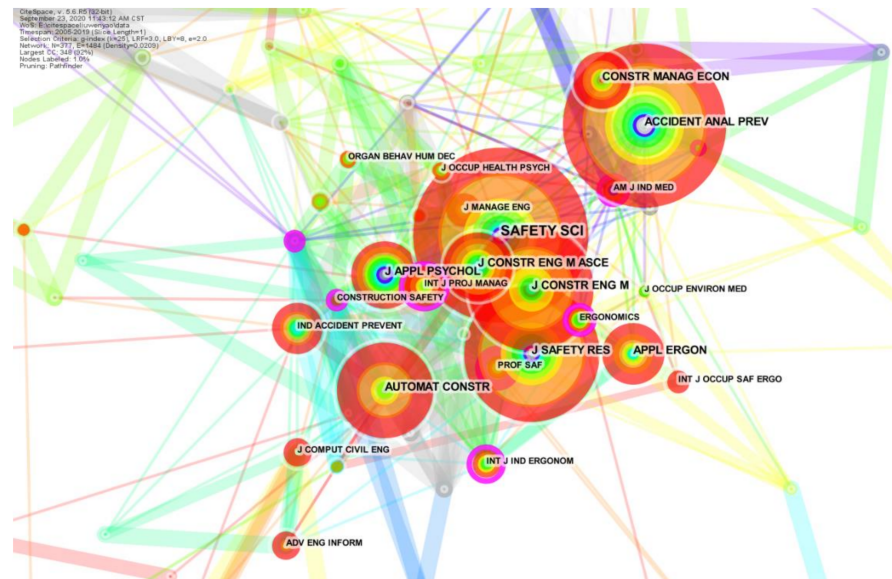 CiteSpace, v. 5.6.R5 (32-bit)
September 23, 2020 11:43:12 AM CST
Timespan: 2005-2019 (Slice Length=1)
Selection Criteria: g-index (k=25), LRF=3.0, LBY=8, e=2.0
Network: N=377, E=1484 (Density=0.0209)
Largest CC: 348 (92%)
Nodes Labeled: 1.0%
Pruning: Pathfinder
CONSTR MANAG ECON
ACCIDENT ANAL PREV
ORGAN BEHAV HUM DEC
J OCCUP HEALTH PSYCH
AM J IND MED
J MANAGE ENG
SAFETY SCI
J CONSTR ENG M ASCE
J APPL PSYCHOL
INT J PROJ MANAG
J CONSTR ENG M
J OCCUP ENVIRON MED
CONSTRUCTION SAFETY
ERGONOMICS
IND ACCIDENT PREVENT
J SAFETY RES
APPL ERGON
PROF SAF
INT J OCCUP SAF ERGO
AUTOMAT CONSTR
J COMPUT CIVIL ENG
INT J IND ERGONOM
ADV ENG INFORM